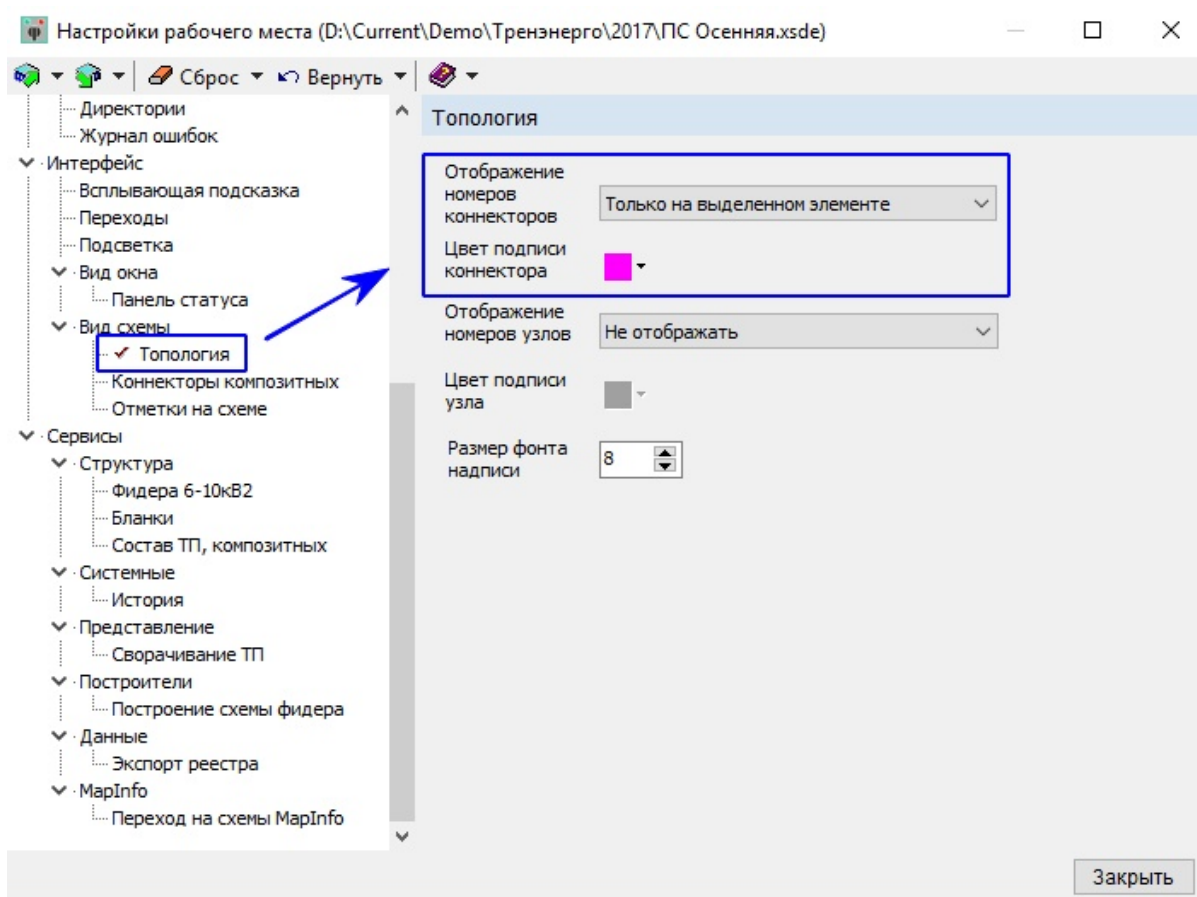 Настройки рабочего места (D:\Current\Demo\Тренэнерго\2017\ПС Осенняя.xsde)
Сброс Вернуть
Директории
Журнал ошибок
Интерфейс
Всплывающая подсказка
Переходы
Подсветка
Вид окна
Панель статуса
Вид схемы
Топология
Коннекторы композитных
Отметки на схеме
Сервисы
Структура
Фидера 6-10кВ2
Бланки
Состав ТП, композитных
Системные
История
Представление
Сворачивание ТП
Построители
Построение схемы фидера
Данные
Экспорт реестра
MapInfo
Переход на схемы MapInfo
Топология
Отображение
номеров
коннекторов
Только на выделенном элементе
Цвет подписи
коннектора
Отображение
номеров узлов
Не отображать
Цвет подписи
узла
Размер фонта
надписи
8
Закрыть